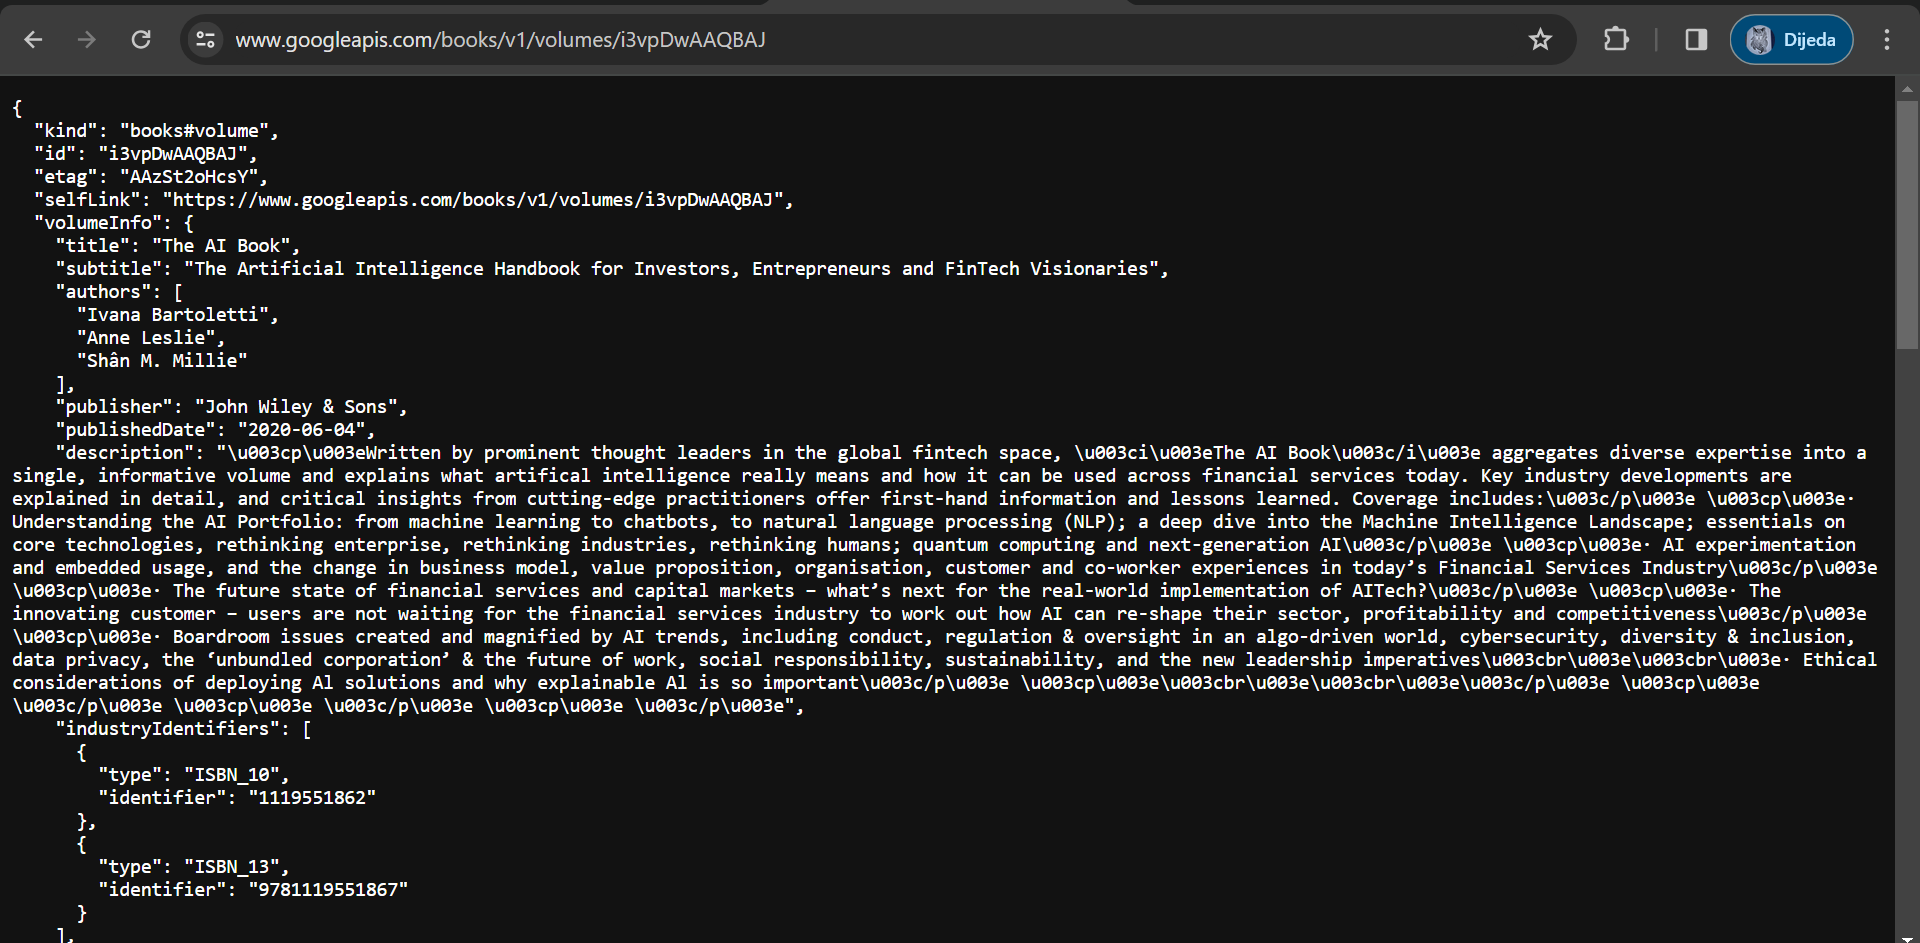 www.googleapis.com/books/v1/volumes/i3vpDwAAQBAJ
Dijeda
{
"kind": "books#volume",
"id": "i3vpDwAAQBAJ",
"etag": "AAzSt2oHcsY",
"selfLink": "https://www.googleapis.com/books/v1/volumes/i3vpDwAAQBAJ",
"volumeInfo": {
"title": "The AI Book",
"subtitle": "The Artificial Intelligence Handbook for Investors, Entrepreneurs and FinTech Visionaries",
"authors": [
"Ivana Bartoletti",
"Anne Leslie",
"Shân M. Millie"
],
"publisher": "John Wiley & Sons",
"publishedDate": "2020-06-04",
"description": "\u003cp\u003eWritten by prominent thought leaders in the global fintech space, \u003ci\u003eThe AI Book\u003c/i\u003e aggregates diverse expertise into a
single, informative volume and explains what artifical intelligence really means and how it can be used across financial services today. Key industry developments are
explained in detail, and critical insights from cutting-edge practitioners offer first-hand information and lessons learned. Coverage includes:\u003c/p\u003e \u003cp\u003e·
Understanding the AI Portfolio: from machine learning to chatbots, to natural language processing (NLP); a deep dive into the Machine Intelligence Landscape; essentials on
core technologies, rethinking enterprise, rethinking industries, rethinking humans; quantum computing and next-generation AI\u003c/p\u003e \u003cp\u003e· AI experimentation
and embedded usage, and the change in business model, value proposition, organisation, customer and co-worker experiences in today’s Financial Services Industry\u003c/p\u003e
\u003cp\u003e· The future state of financial services and capital markets – what’s next for the real-world implementation of AITech?\u003c/p\u003e \u003cp\u003e· The
innovating customer – users are not waiting for the financial services industry to work out how AI can re-shape their sector, profitability and competitiveness\u003c/p\u003e
\u003cp\u003e· Boardroom issues created and magnified by AI trends, including conduct, regulation & oversight in an algo-driven world, cybersecurity, diversity & inclusion,
data privacy, the ‘unbundled corporation’ & the future of work, social responsibility, sustainability, and the new leadership imperatives\u003cbr\u003e\u003cbr\u003e· Ethical
considerations of deploying Al solutions and why explainable Al is so important\u003c/p\u003e \u003cp\u003e\u003cbr\u003e\u003cbr\u003e\u003c/p\u003e \u003cp\u003e
\u003c/p\u003e \u003cp\u003e \u003c/p\u003e \u003cp\u003e \u003c/p\u003e",
"industryIdentifiers": [
{
"type": "ISBN_10",
"identifier": "1119551862"
},
{
"type": "ISBN_13",
"identifier": "9781119551867"
}
],